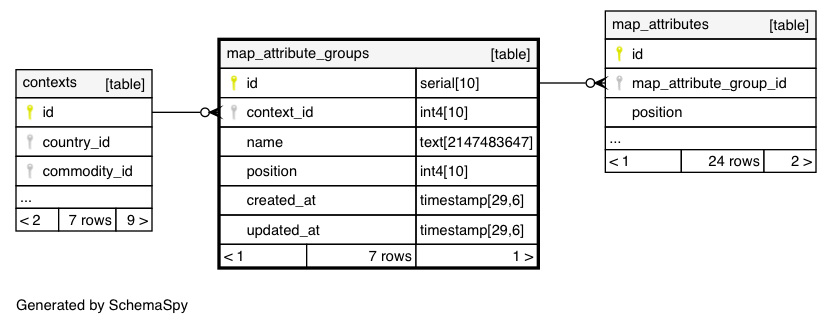 contexts [table]
id
country_id
commodity_id
...
< 2 7 rows 9 >
map_attribute_groups [table]
id serial[10]
context_id int4[10]
name text[2147483647]
position int4[10]
created_at timestamp[29,6]
updated_at timestamp[29,6]
< 1 7 rows 1 >
map_attributes [table]
id
map_attribute_group_id
position
...
< 1 24 rows 2 >
Generated by SchemaSpy